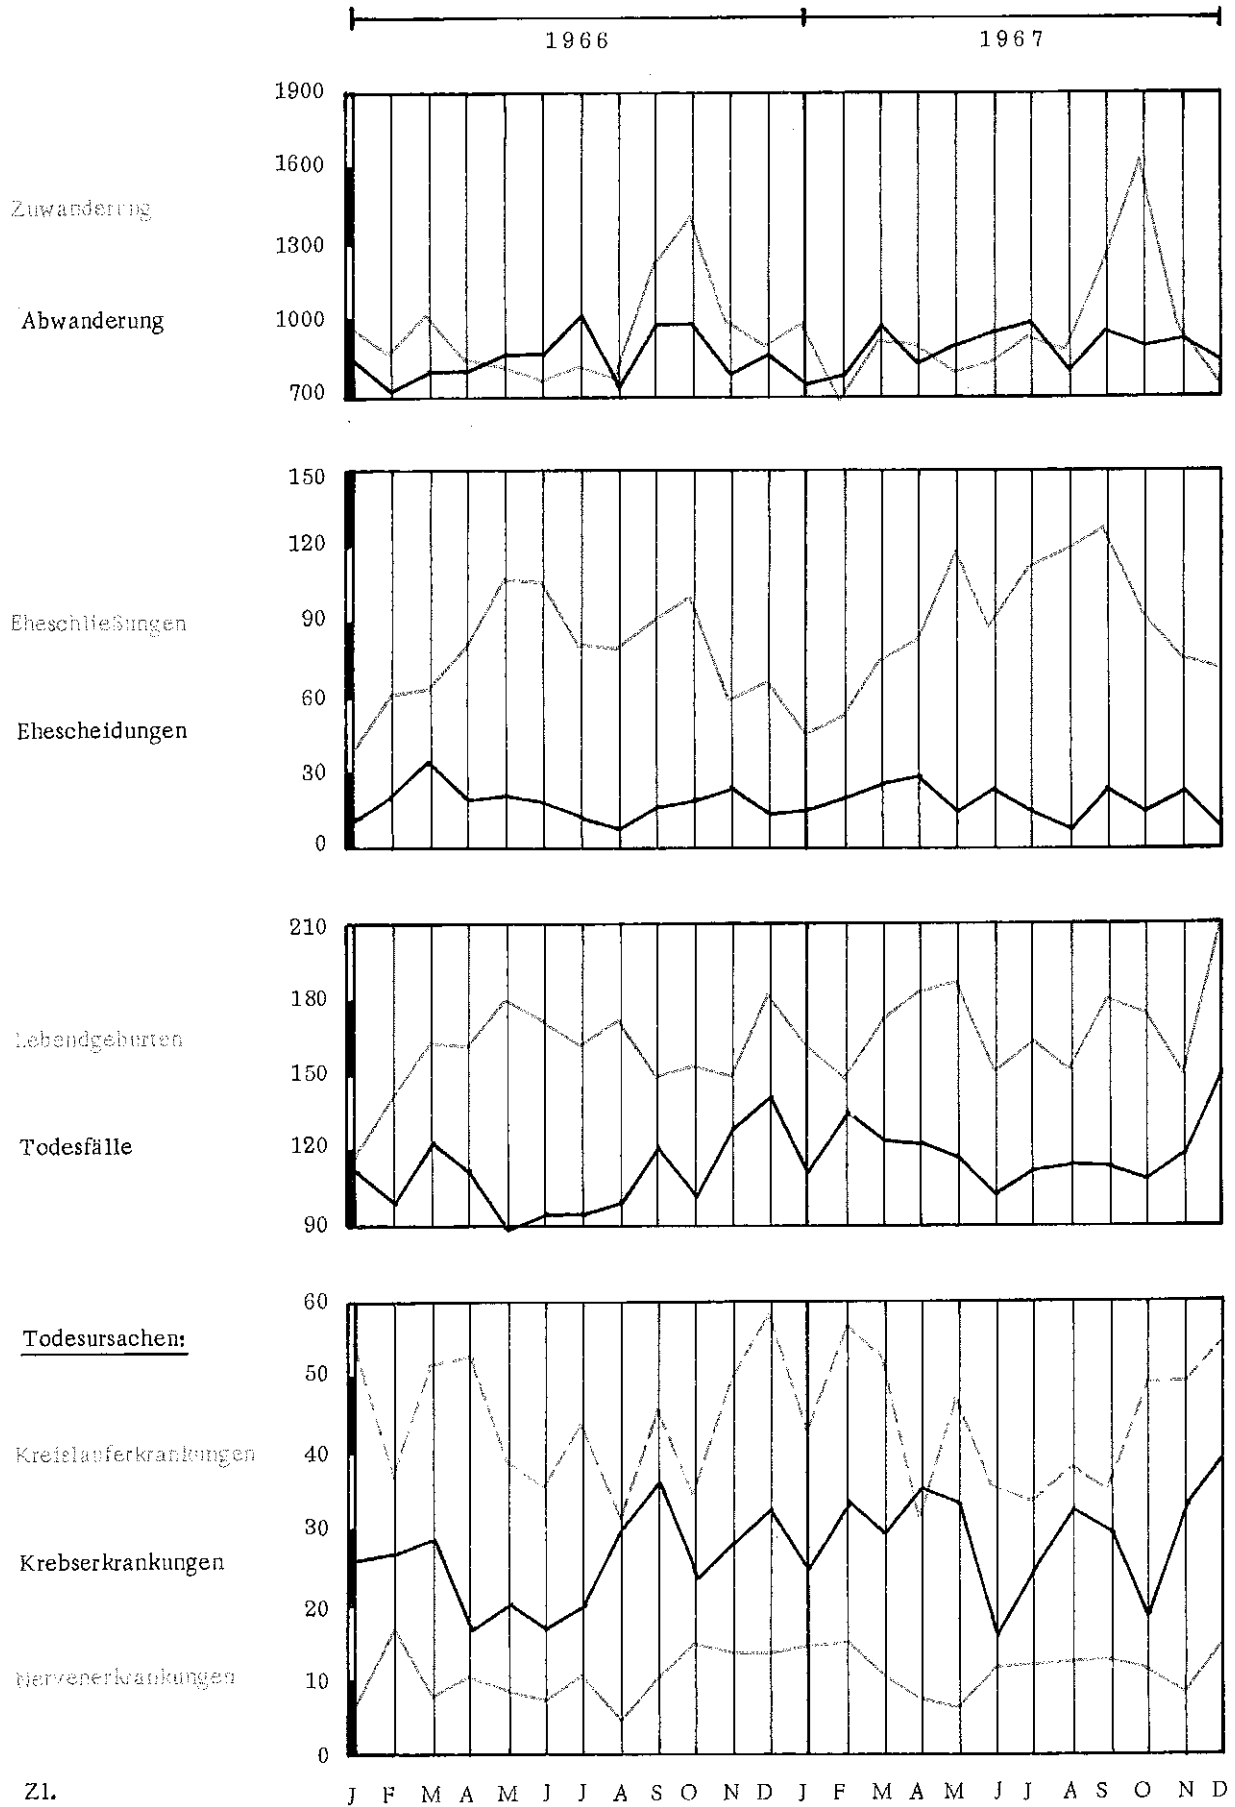 1966 1967
1900
1600
Zuwanderung
1300
1000
Abwanderung
700
150
120
90
Eheschließungen
60
Ehescheidungen
30
0
210
180
Lebendgeburten
150
120
Todesfälle
90
60
Todesursachen:
50
40
Kreislauferkrankungen
30
Krebserkrankungen
20
10
Nervenerkrankungen
0
Zl. J F M A M J J A S O N D J F M A M J J A S O N D